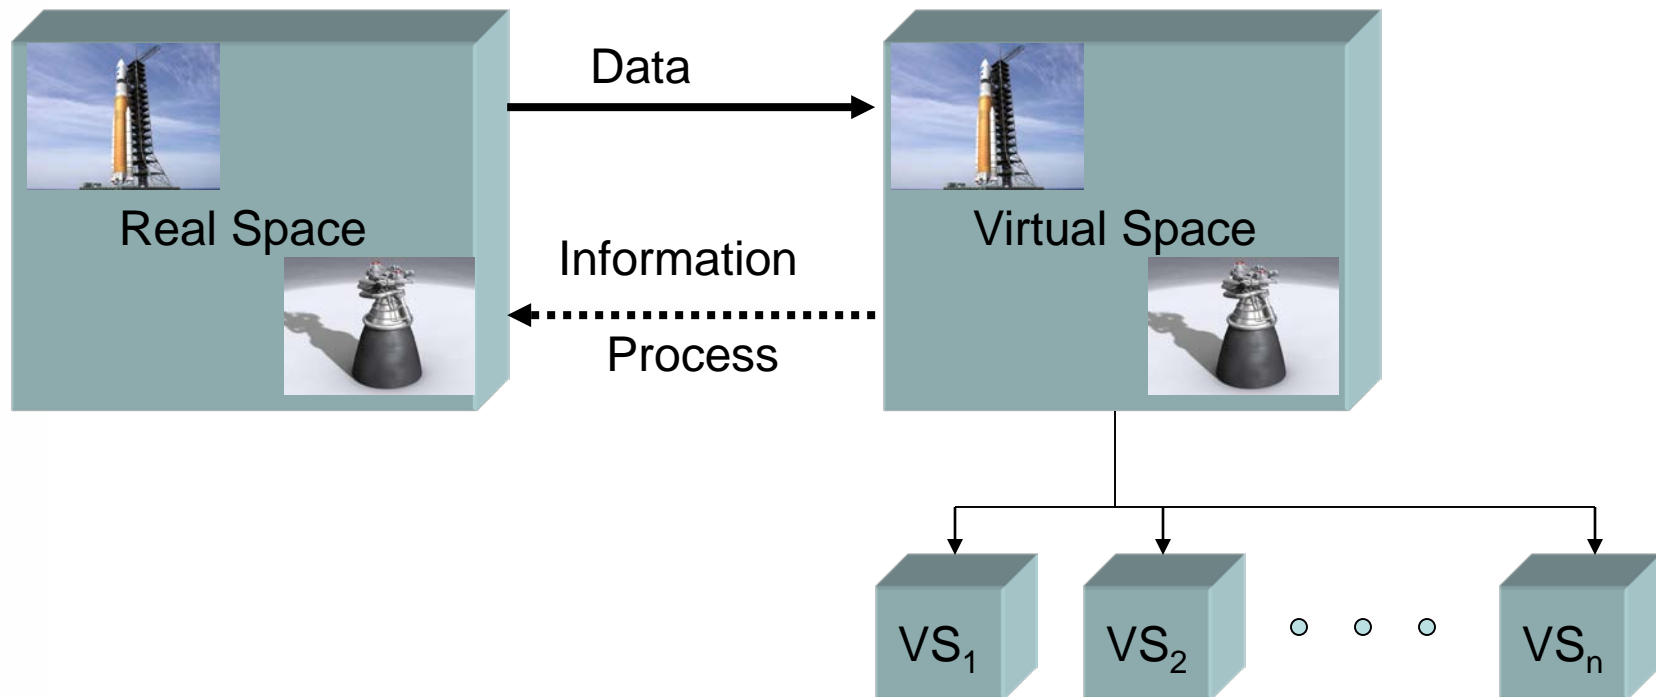 Data
Real Space
Virtual Space
Information
Process
VS₁
VS₂
VSₙ